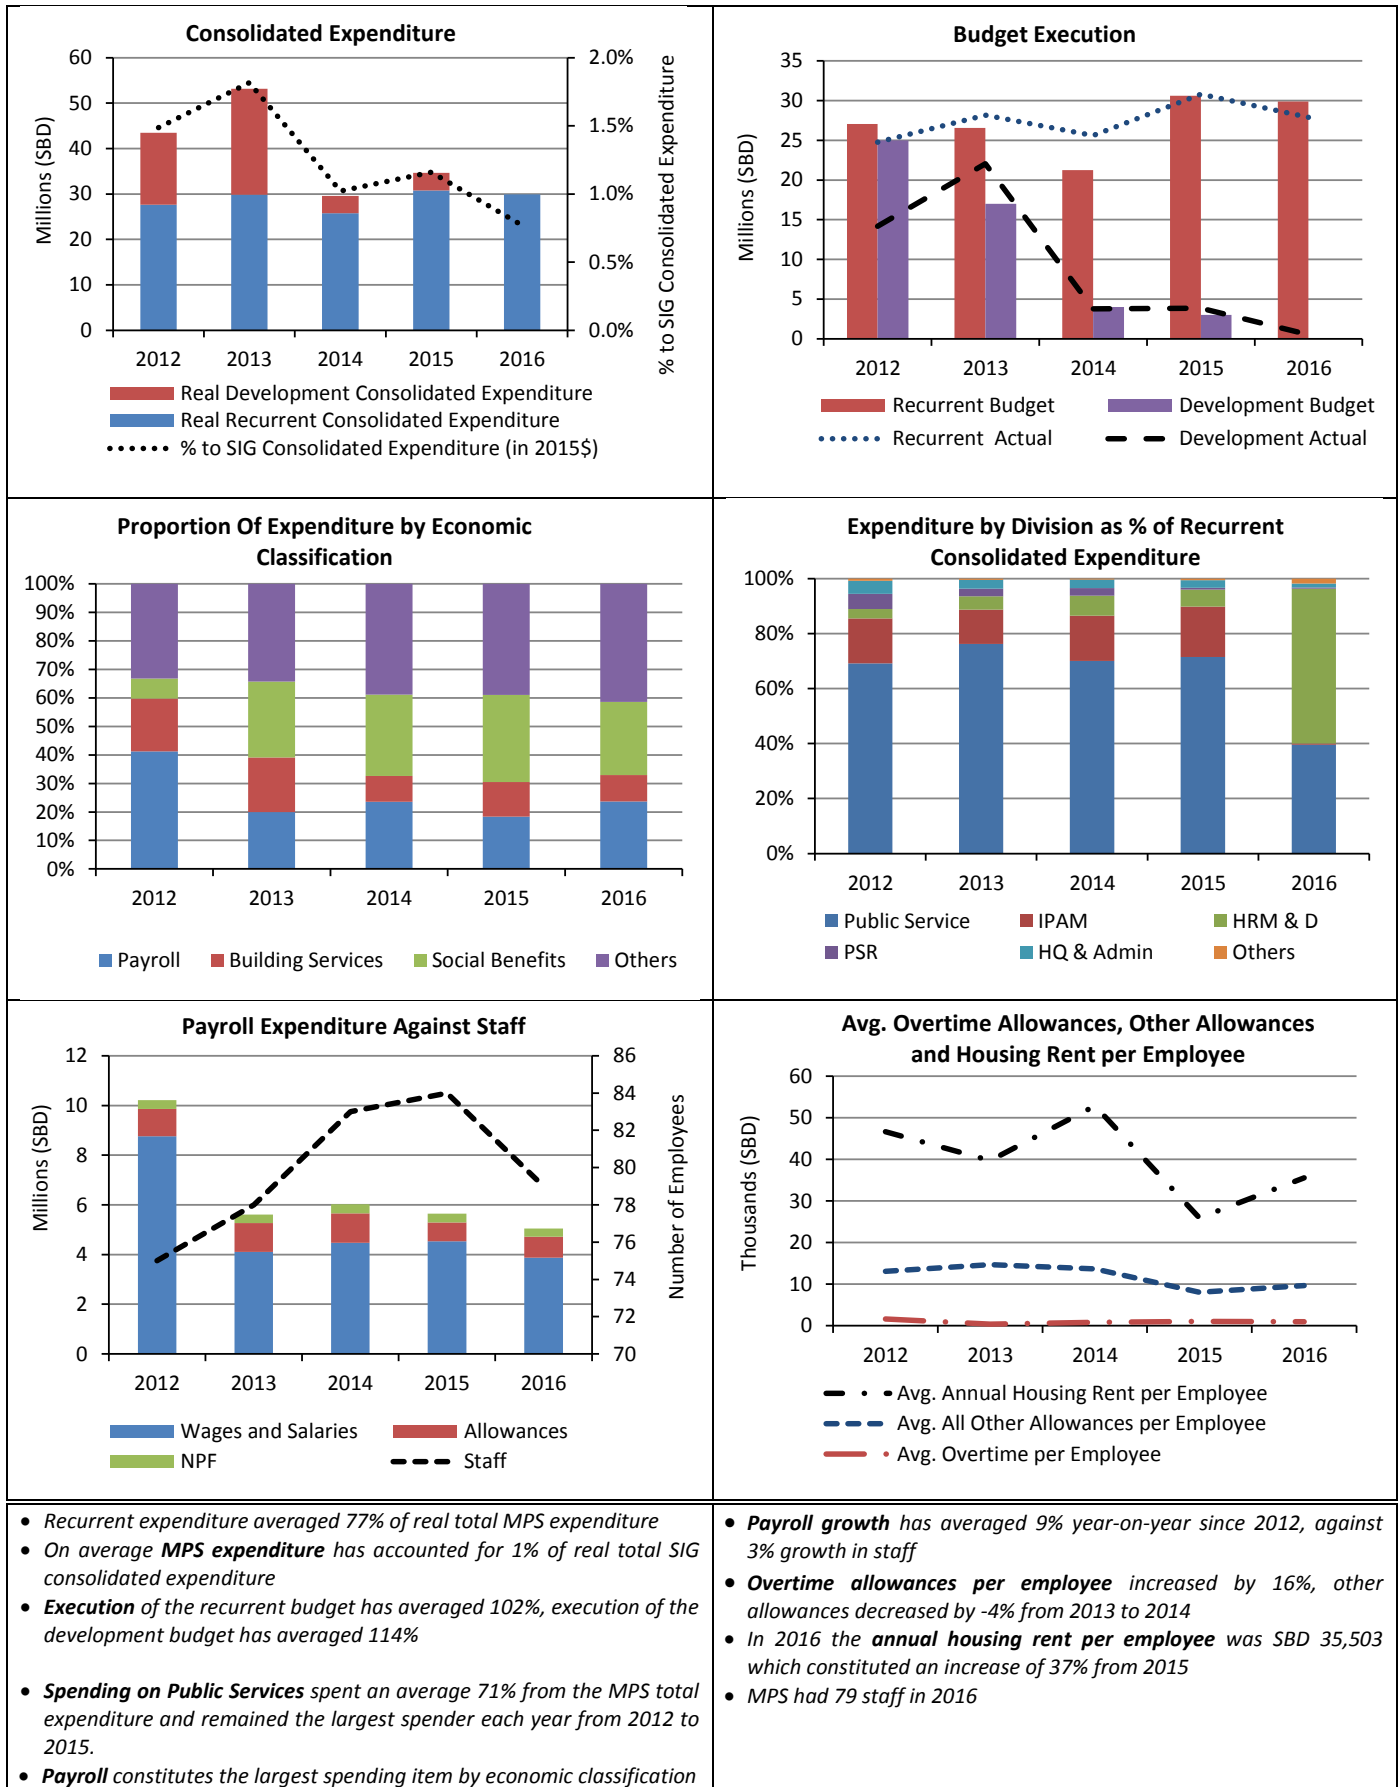 Consolidated Expenditure
60
50
40
30
20
10
0
Millions (SBD)
2.0%
1.5%
1.0%
0.5%
0.0%
% to SIG Consolidated Expenditure
2012 2013 2014 2015 2016
Real Development Consolidated Expenditure
Real Recurrent Consolidated Expenditure
% to SIG Consolidated Expenditure (in 2015$)
Budget Execution
35
30
25
20
15
10
5
0
Millions (SBD)
2012 2013 2014 2015 2016
Recurrent Budget Development Budget
Recurrent Actual Development Actual
Proportion Of Expenditure by Economic
Classification
100%
90%
80%
70%
60%
50%
40%
30%
20%
10%
0%
2012 2013 2014 2015 2016
Payroll Building Services Social Benefits Others
Expenditure by Division as % of Recurrent
Consolidated Expenditure
100%
80%
60%
40%
20%
0%
2012 2013 2014 2015 2016
Public Service IPAM HRM & D
PSR HQ & Admin Others
Payroll Expenditure Against Staff
12
10
8
6
4
2
0
Millions (SBD)
86
84
82
80
78
76
74
72
70
Number of Employees
2012 2013 2014 2015 2016
Wages and Salaries Allowances
NPF Staff
Avg. Overtime Allowances, Other Allowances
and Housing Rent per Employee
60
50
40
30
20
10
0
Thousands (SBD)
2012 2013 2014 2015 2016
Avg. Annual Housing Rent per Employee
Avg. All Other Allowances per Employee
Avg. Overtime per Employee
• Recurrent expenditure averaged 77% of real total MPS expenditure
• On average MPS expenditure has accounted for 1% of real total SIG
consolidated expenditure
• Execution of the recurrent budget has averaged 102%, execution of the
development budget has averaged 114%
• Spending on Public Services spent an average 71% from the MPS total
expenditure and remained the largest spender each year from 2012 to
2015.
• Payroll constitutes the largest spending item by economic classification
• Payroll growth has averaged 9% year-on-year since 2012, against
3% growth in staff
• Overtime allowances per employee increased by 16%, other
allowances decreased by -4% from 2013 to 2014
• In 2016 the annual housing rent per employee was SBD 35,503
which constituted an increase of 37% from 2015
• MPS had 79 staff in 2016